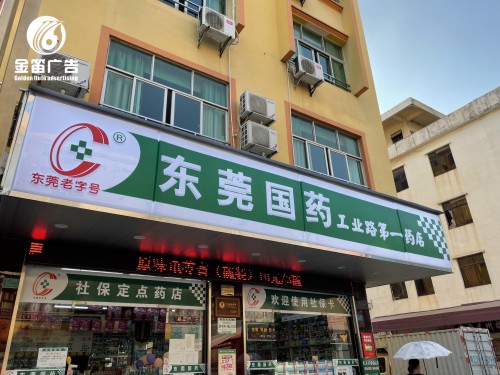 金笛广告
Golden flute advertising
®
东莞国药
工业路第一药店
东莞老字号
社保定点药店
欢迎使用社保卡